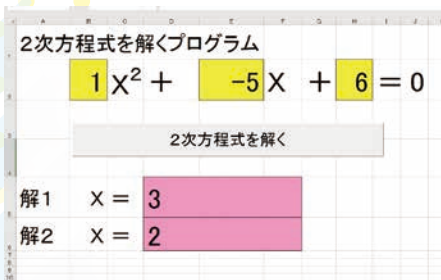 A B C D E F G H I J
2次方程式を解くプログラム
1 X² + -5 X + 6 = 0
2次方程式を解く
解1 X = 3
解2 X = 2